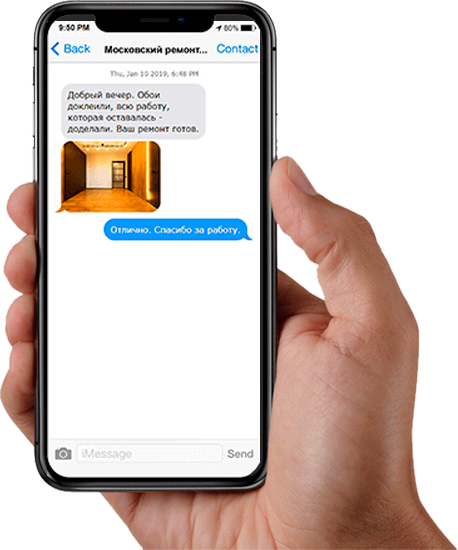 9:50 PM 80%
Back Московский ремонт... Contact
Thu, Jan 10 2019, 6:48 PM
Добрый вечер. Обои
доклеили, всю работу,
которая оставалась -
доделали. Ваш ремонт готов.
Отлично. Спасибо за работу.
iMessage Send